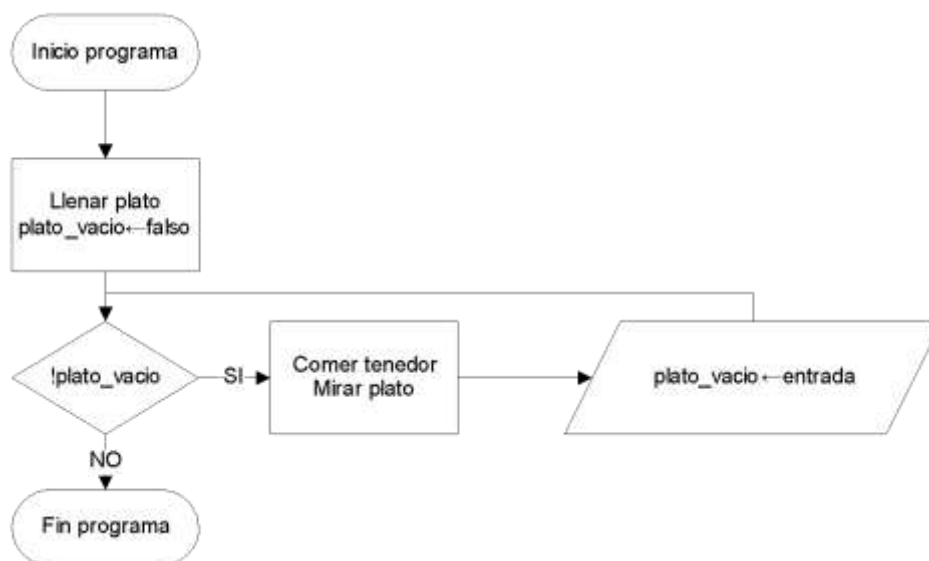 Inicio programa
Llenar plato
plato_vacio←falso
!plato_vacio
SI
Comer tenedor
Mirar plato
plato_vacio←entrada
NO
Fin programa